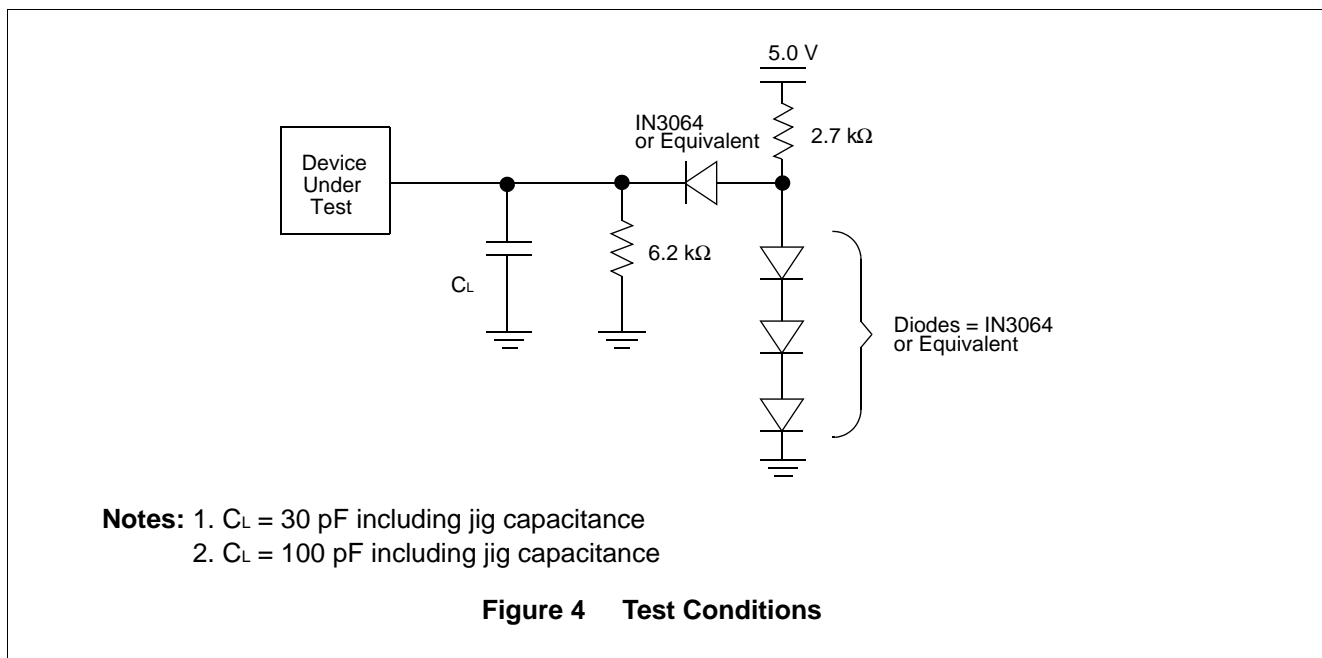 5.0 V
IN3064
or Equivalent
2.7 kΩ
Device
Under
Test
6.2 kΩ
CL
Diodes = IN3064
or Equivalent
Notes: 1. CL = 30 pF including jig capacitance
2. CL = 100 pF including jig capacitance
Figure 4 Test Conditions